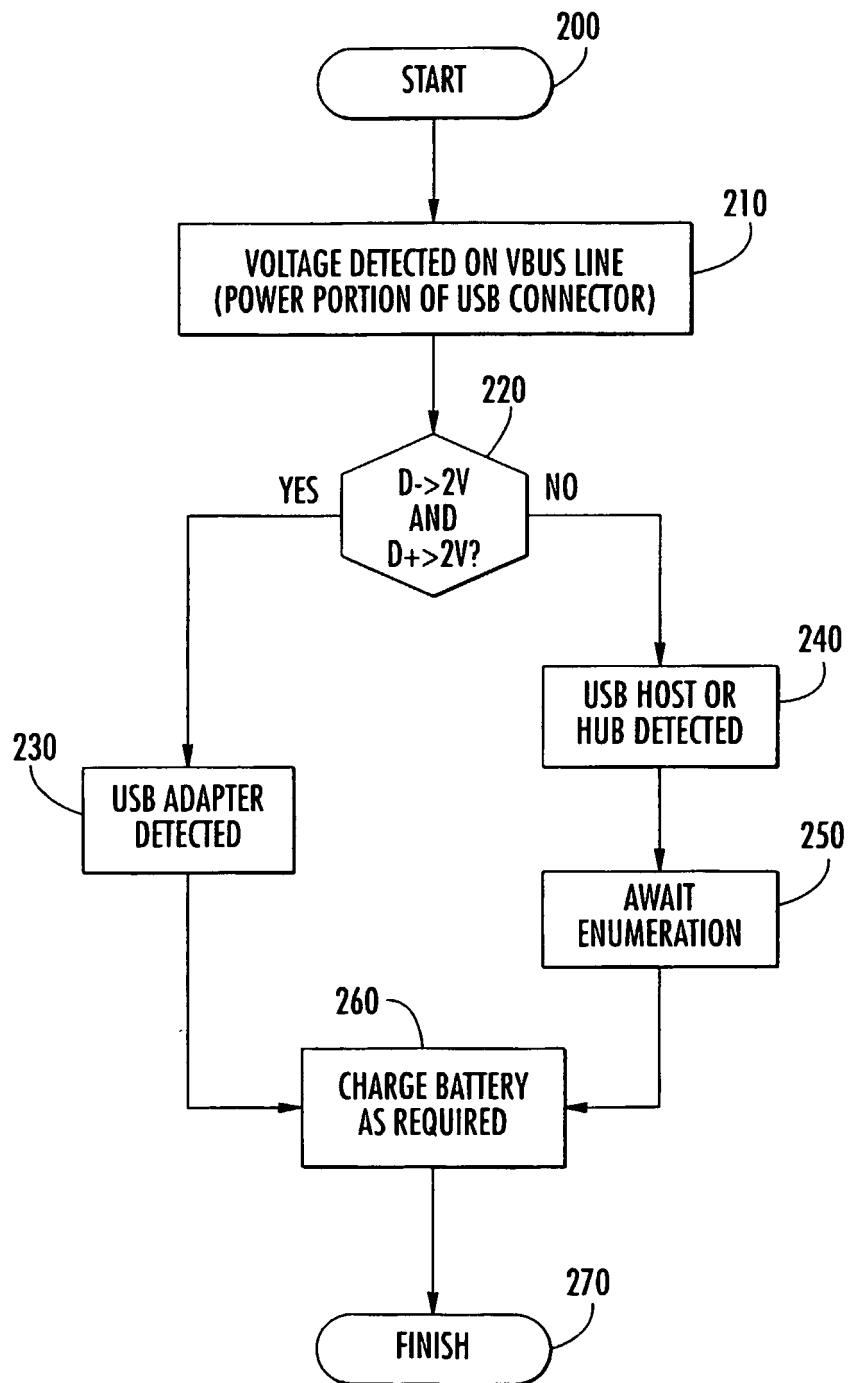 200
START
210
VOLTAGE DETECTED ON VBUS LINE
(POWER PORTION OF USB CONNECTOR)
220
YES
D->2V
AND
D+>2V?
NO
240
USB HOST OR
HUB DETECTED
230
USB ADAPTER
DETECTED
250
AWAIT
ENUMERATION
260
CHARGE BATTERY
AS REQUIRED
270
FINISH